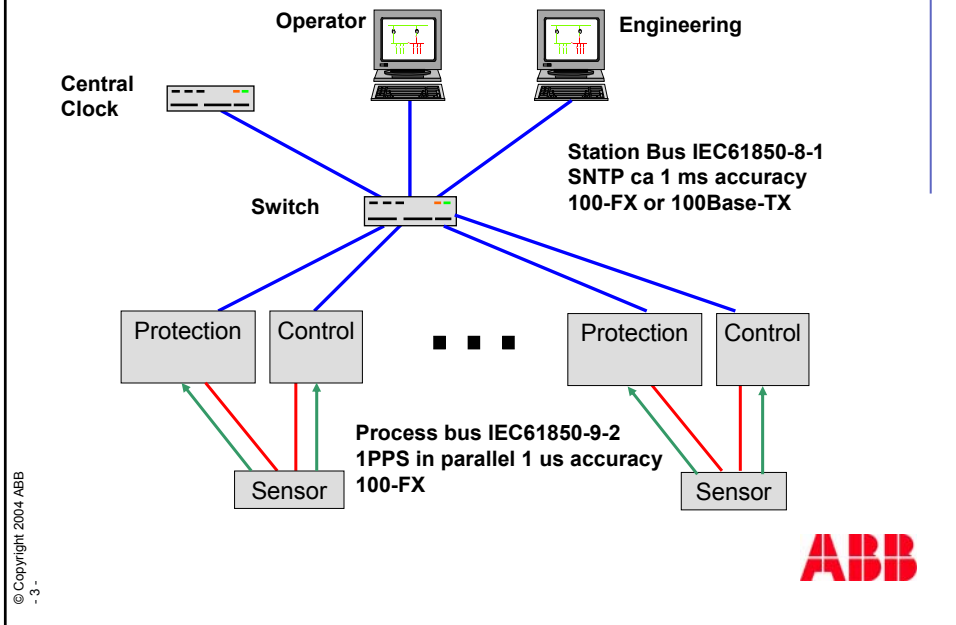 Operator
Engineering
Central
Clock
Station Bus IEC61850-8-1
SNTP ca 1 ms accuracy
100-FX or 100Base-TX
Switch
Protection
Control
Protection
Control
Process bus IEC61850-9-2
1PPS in parallel 1 us accuracy
100-FX
Sensor
Sensor
© Copyright 2004 ABB
- 3 -
ABB